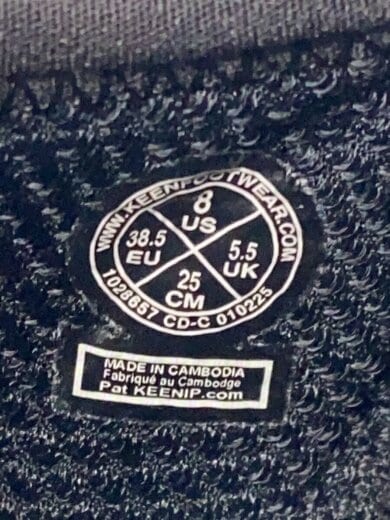 WWW.KEENFOOTWEAR.COM
8
US
38.5
EU
5.5
UK
25
CM
1028657 CD-C 010225
MADE IN CAMBODIA
Fabriqué au Cambodge
Pat KEENIP.com